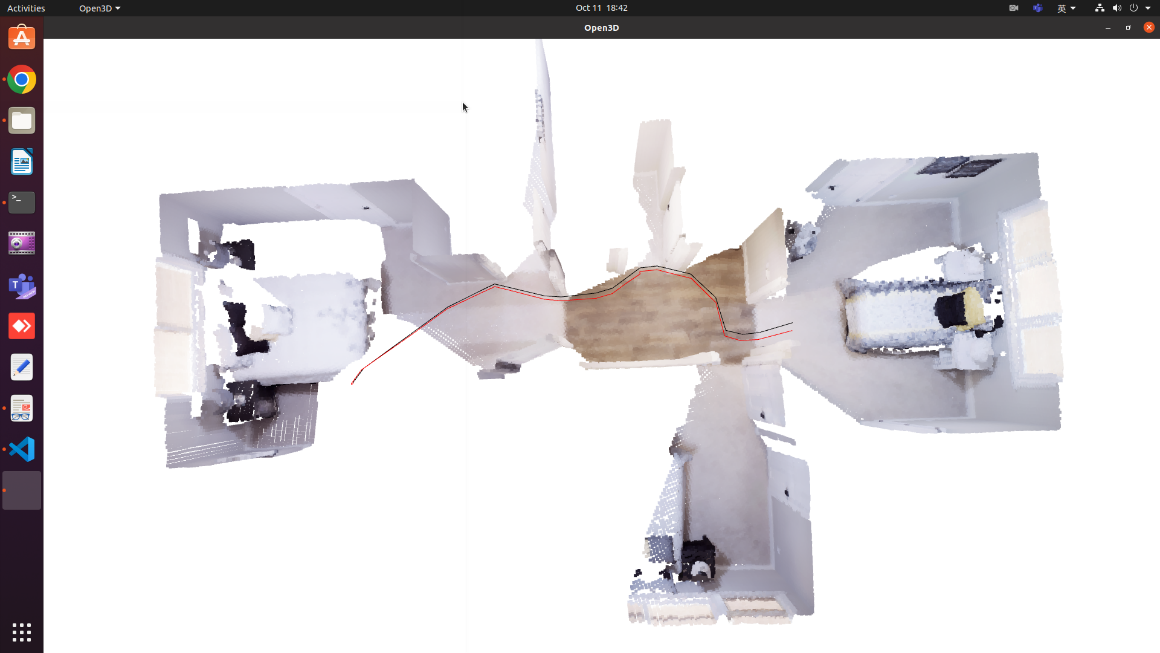 Activities
Open3D
Oct 11 18:42
英
Open3D